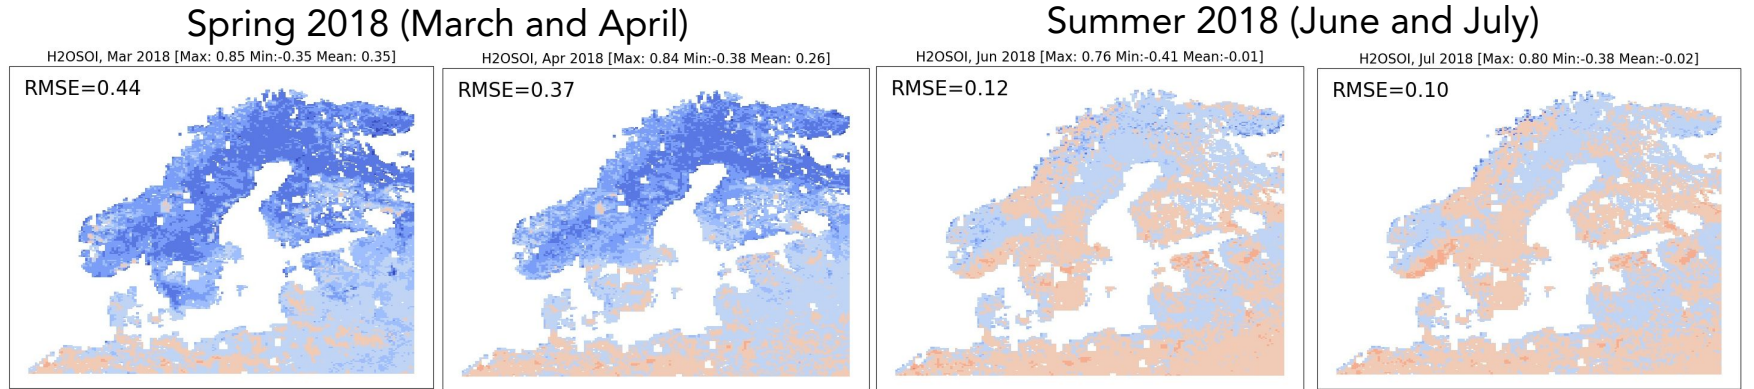 Spring 2018 (March and April)
Summer 2018 (June and July)
H2OSOI, Mar 2018 [Max: 0.85 Min:-0.35 Mean: 0.35]
H2OSOI, Apr 2018 [Max: 0.84 Min:-0.38 Mean: 0.26]
H2OSOI, Jun 2018 [Max: 0.76 Min:-0.41 Mean:-0.01]
H2OSOI, Jul 2018 [Max: 0.80 Min:-0.38 Mean:-0.02]
RMSE=0.44
RMSE=0.37
RMSE=0.12
RMSE=0.10